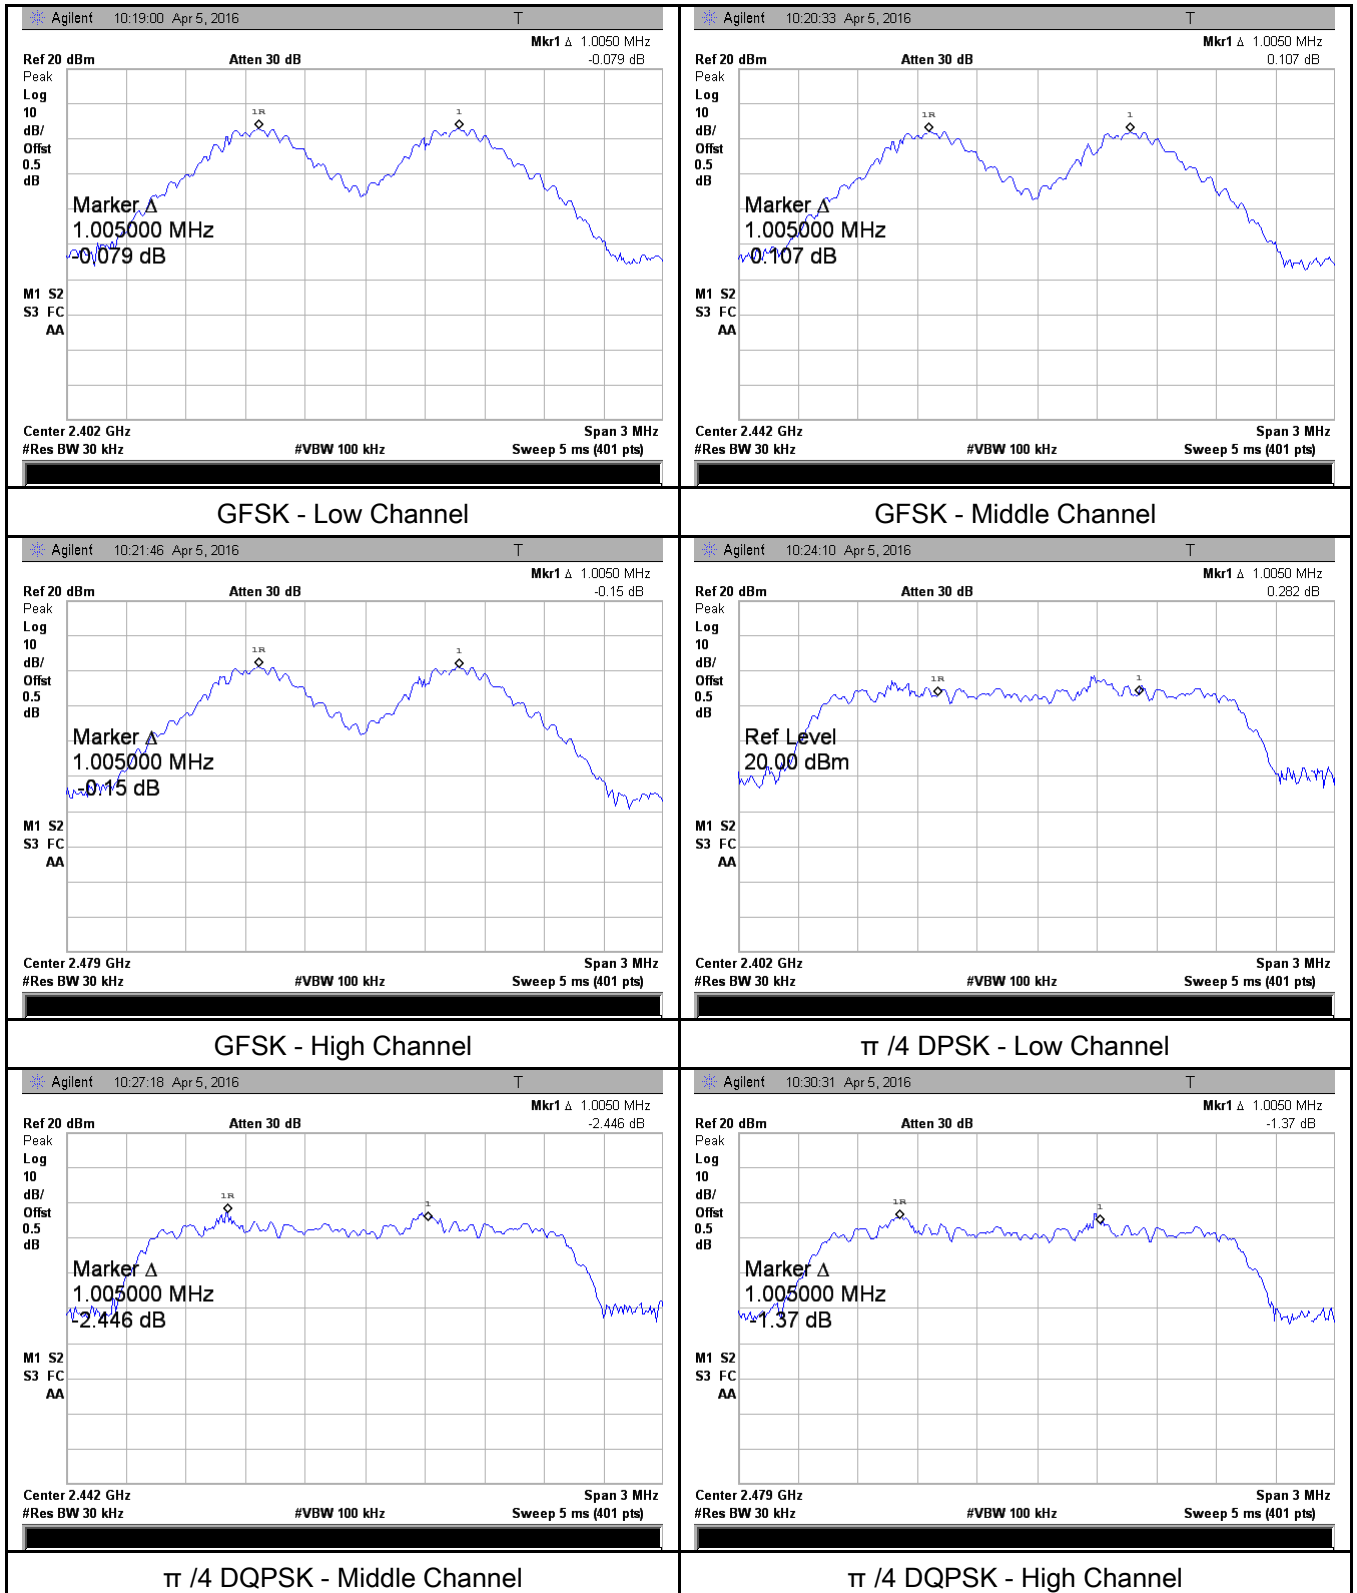 Agilent 10:19:00 Apr 5, 2016 T
Mkr1 Δ 1.0050 MHz
Ref 20 dBm Atten 30 dB -0.079 dB
Peak
Log
10
dB/
Offst
0.5
dB
1R 1
Marker Δ
1.005000 MHz
-0.079 dB
M1 S2
S3 FC
AA
Center 2.402 GHz Span 3 MHz
#Res BW 30 kHz #VBW 100 kHz Sweep 5 ms (401 pts)
GFSK - Low Channel
Agilent 10:20:33 Apr 5, 2016 T
Mkr1 Δ 1.0050 MHz
Ref 20 dBm Atten 30 dB 0.107 dB
Peak
Log
10
dB/
Offst
0.5
dB
1R 1
Marker Δ
1.005000 MHz
0.107 dB
M1 S2
S3 FC
AA
Center 2.442 GHz Span 3 MHz
#Res BW 30 kHz #VBW 100 kHz Sweep 5 ms (401 pts)
GFSK - Middle Channel
Agilent 10:21:46 Apr 5, 2016 T
Mkr1 Δ 1.0050 MHz
Ref 20 dBm Atten 30 dB -0.15 dB
Peak
Log
10
dB/
Offst
0.5
dB
1R 1
Marker Δ
1.005000 MHz
-0.15 dB
M1 S2
S3 FC
AA
Center 2.479 GHz Span 3 MHz
#Res BW 30 kHz #VBW 100 kHz Sweep 5 ms (401 pts)
GFSK - High Channel
Agilent 10:24:10 Apr 5, 2016 T
Mkr1 Δ 1.0050 MHz
Ref 20 dBm Atten 30 dB 0.282 dB
Peak
Log
10
dB/
Offst
0.5
dB
1R 1
Ref Level
20.00 dBm
M1 S2
S3 FC
AA
Center 2.402 GHz Span 3 MHz
#Res BW 30 kHz #VBW 100 kHz Sweep 5 ms (401 pts)
π /4 DPSK - Low Channel
Agilent 10:27:18 Apr 5, 2016 T
Mkr1 Δ 1.0050 MHz
Ref 20 dBm Atten 30 dB -2.446 dB
Peak
Log
10
dB/
Offst
0.5
dB
1R 1
Marker Δ
1.005000 MHz
-2.446 dB
M1 S2
S3 FC
AA
Center 2.442 GHz Span 3 MHz
#Res BW 30 kHz #VBW 100 kHz Sweep 5 ms (401 pts)
π /4 DQPSK - Middle Channel
Agilent 10:30:31 Apr 5, 2016 T
Mkr1 Δ 1.0050 MHz
Ref 20 dBm Atten 30 dB -1.37 dB
Peak
Log
10
dB/
Offst
0.5
dB
1R 1
Marker Δ
1.005000 MHz
-1.37 dB
M1 S2
S3 FC
AA
Center 2.479 GHz Span 3 MHz
#Res BW 30 kHz #VBW 100 kHz Sweep 5 ms (401 pts)
π /4 DQPSK - High Channel